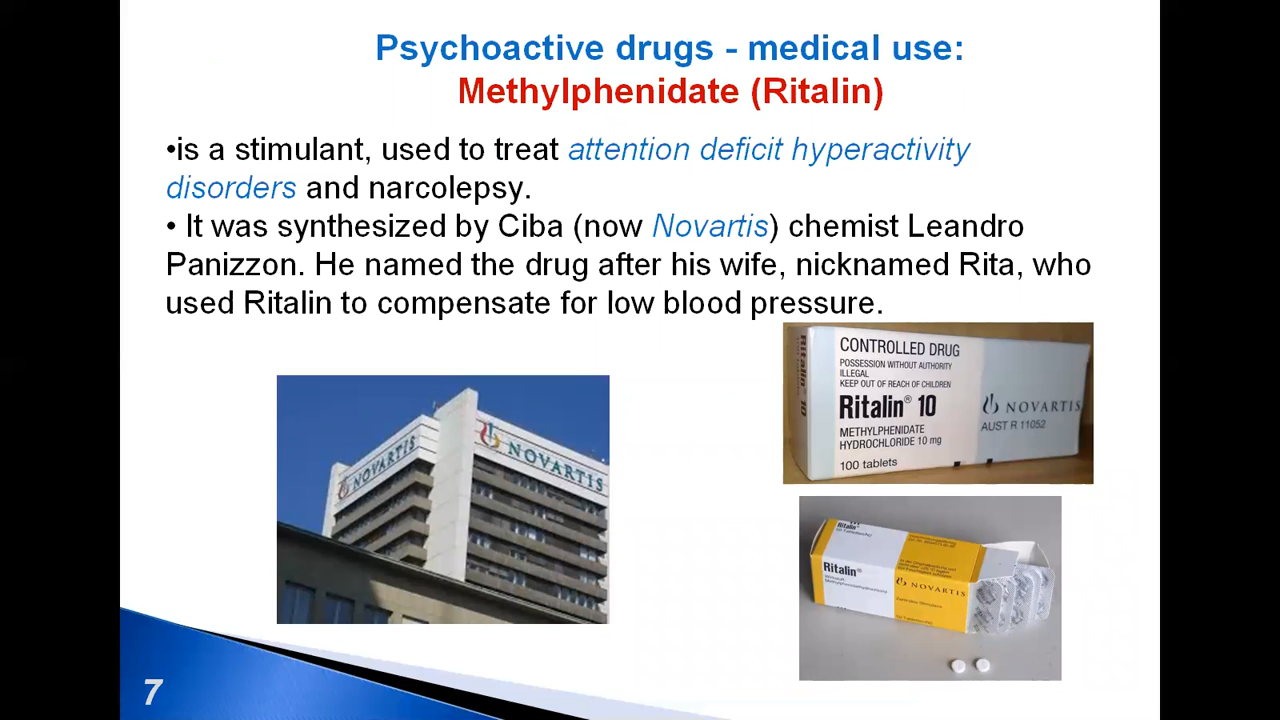 Psychoactive drugs - medical use:
Methylphenidate (Ritalin)
•is a stimulant, used to treat attention deficit hyperactivity
disorders and narcolepsy.
• It was synthesized by Ciba (now Novartis) chemist Leandro
Panizzon. He named the drug after his wife, nicknamed Rita, who
used Ritalin to compensate for low blood pressure.
NOVARTIS
NOVARTIS
Ritalin® 10
CONTROLLED DRUG
POSSESSION WITHOUT AUTHORITY
ILLEGAL
KEEP OUT OF REACH OF CHILDREN
Ritalin® 10
METHYLPHENIDATE
HYDROCHLORIDE 10 mg
100 tablets
NOVARTIS
AUST R 11052
Ritalin®
Ritalin®
NOVARTIS
7